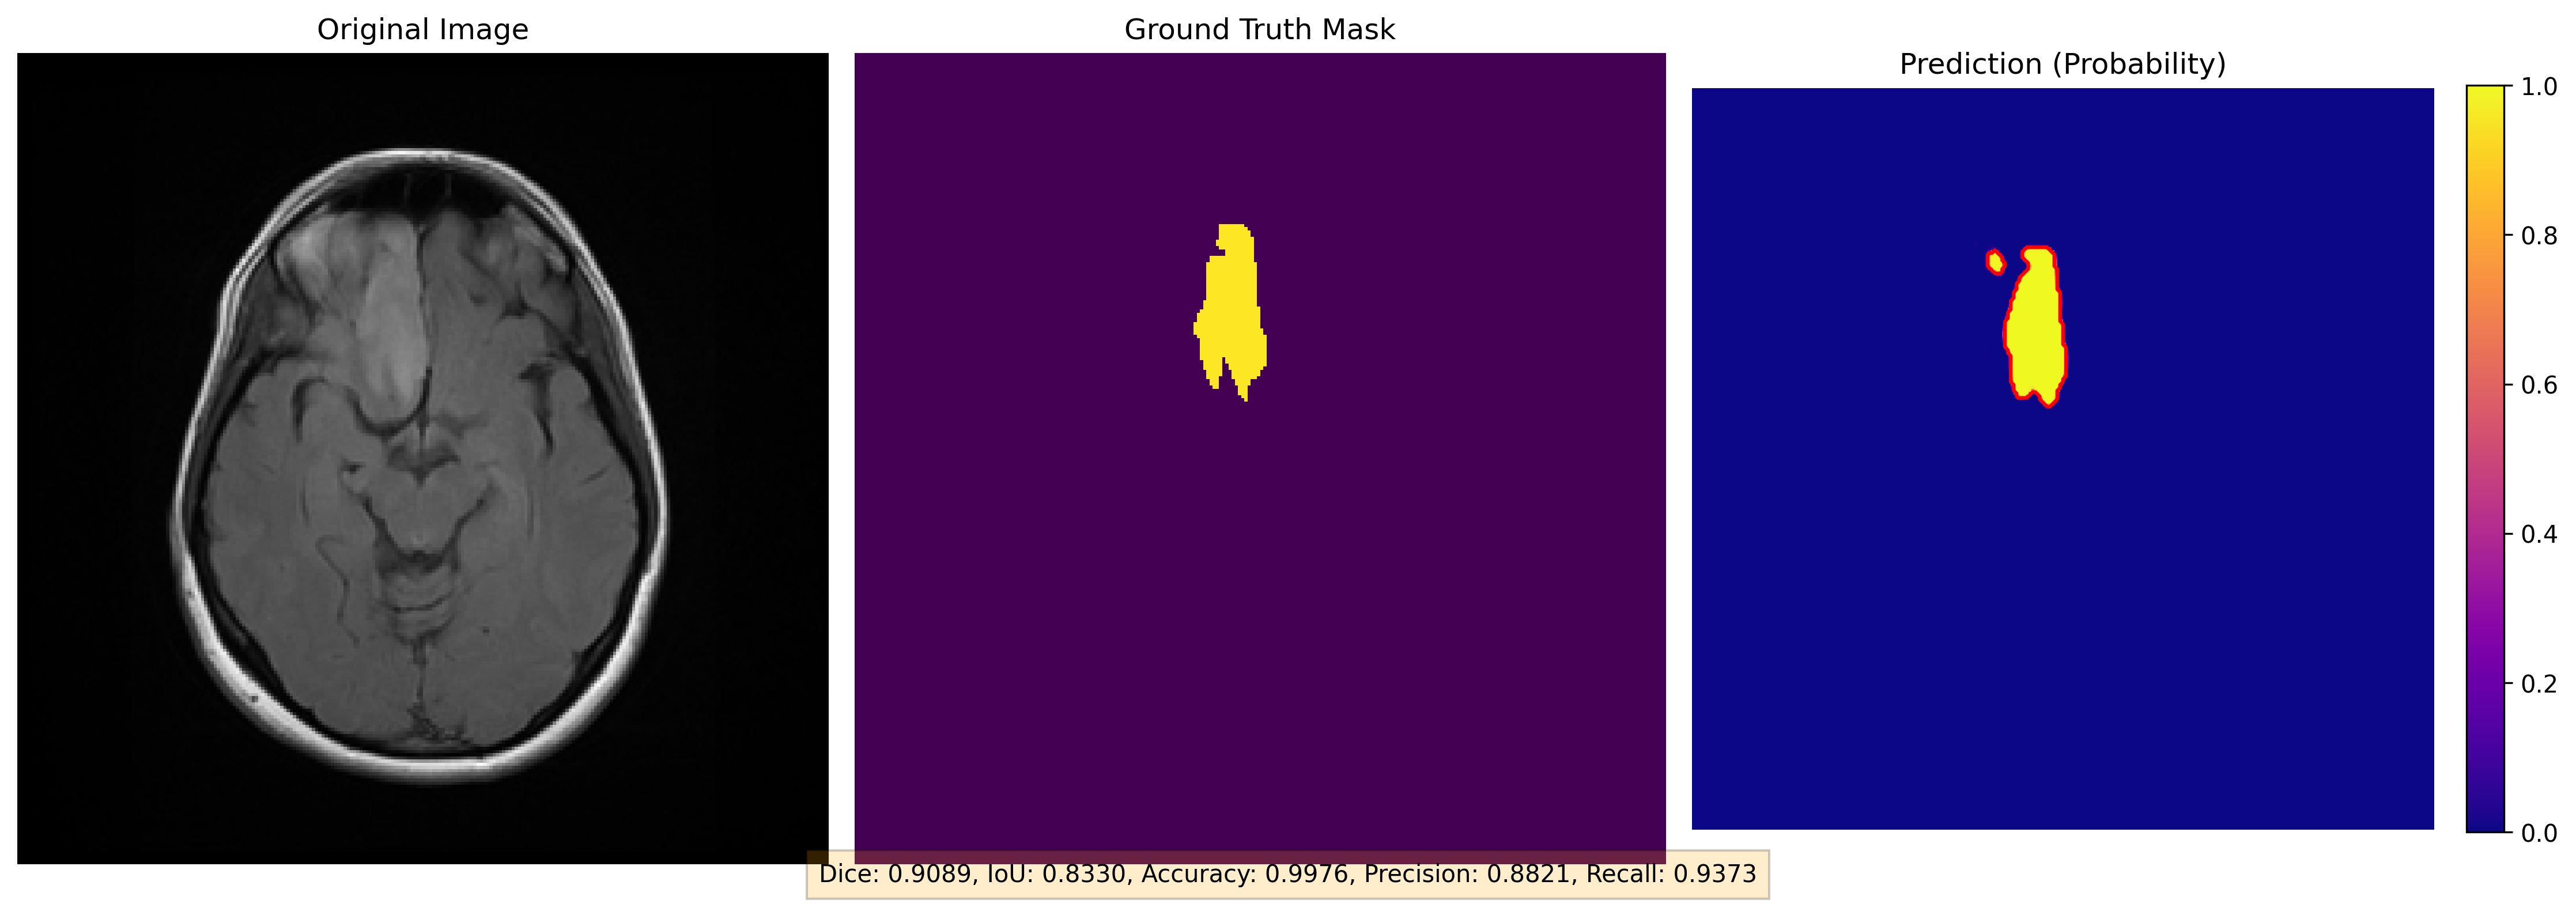 Original Image
Ground Truth Mask
Prediction (Probability)
1.0
0.8
0.6
0.4
0.2
0.0
Dice: 0.9089, IoU: 0.8330, Accuracy: 0.9976, Precision: 0.8821, Recall: 0.9373